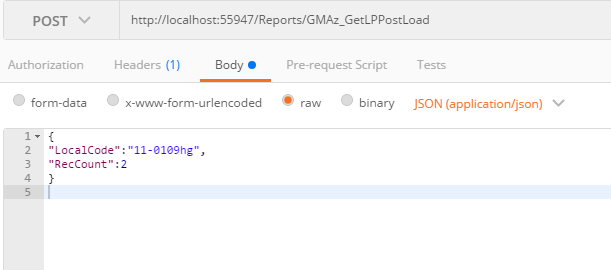 POST http://localhost:55947/Reports/GMAz_GetLPPostLoad
Authorization Headers (1) Body Pre-request Script Tests
form-data x-www-form-urlencoded raw binary JSON (application/json)
1 {
2 "LocalCode":"11-0109hg",
3 "RecCount":2
4 }
5